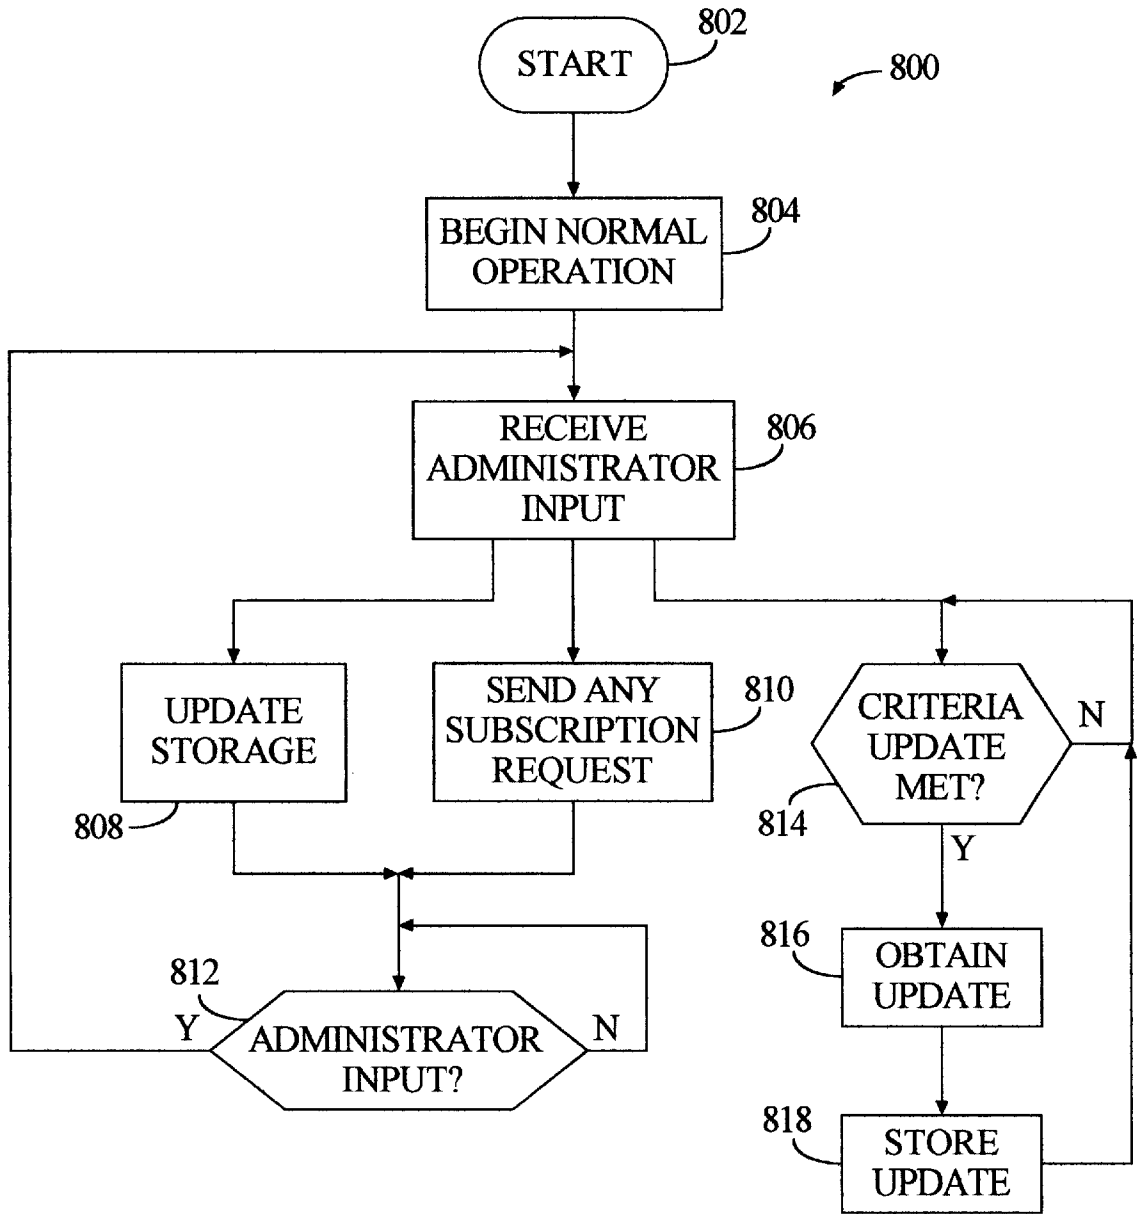 802
START
800
804
BEGIN NORMAL
OPERATION
806
RECEIVE
ADMINISTRATOR
INPUT
UPDATE
STORAGE
808
SEND ANY
SUBSCRIPTION
REQUEST
810
CRITERIA
UPDATE
MET?
N
814
Y
812
Y
ADMINISTRATOR
INPUT?
N
816
OBTAIN
UPDATE
818
STORE
UPDATE